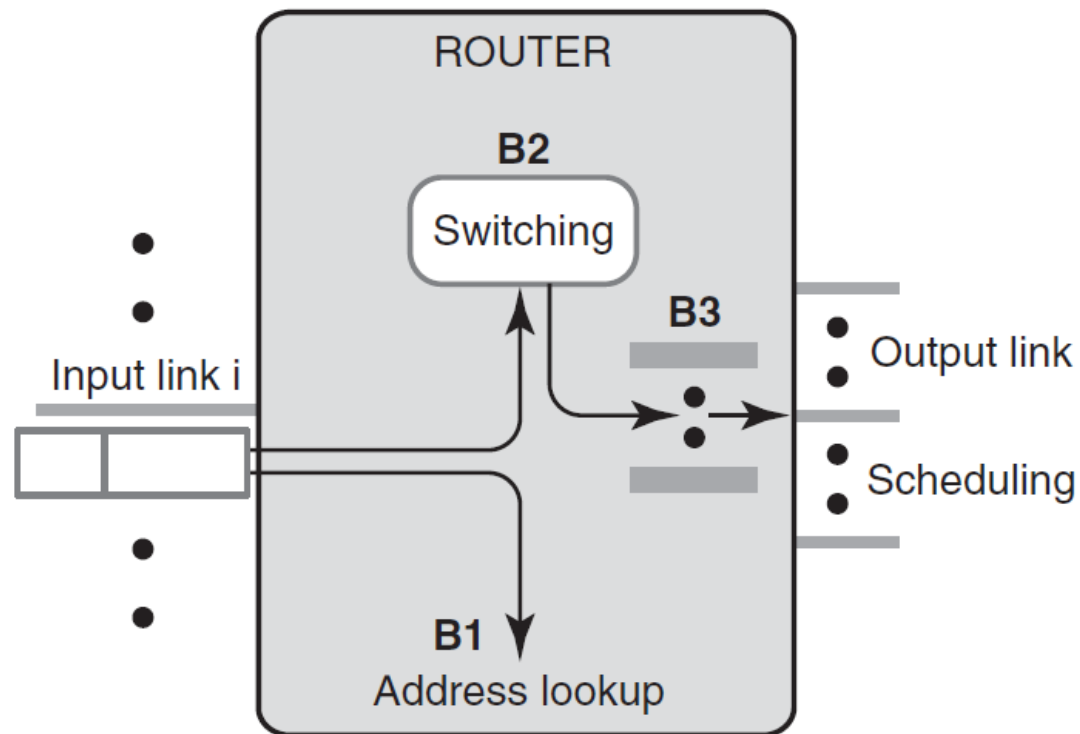 ROUTER
B2
Switching
B3
Input link i
Output link
Scheduling
B1
Address lookup